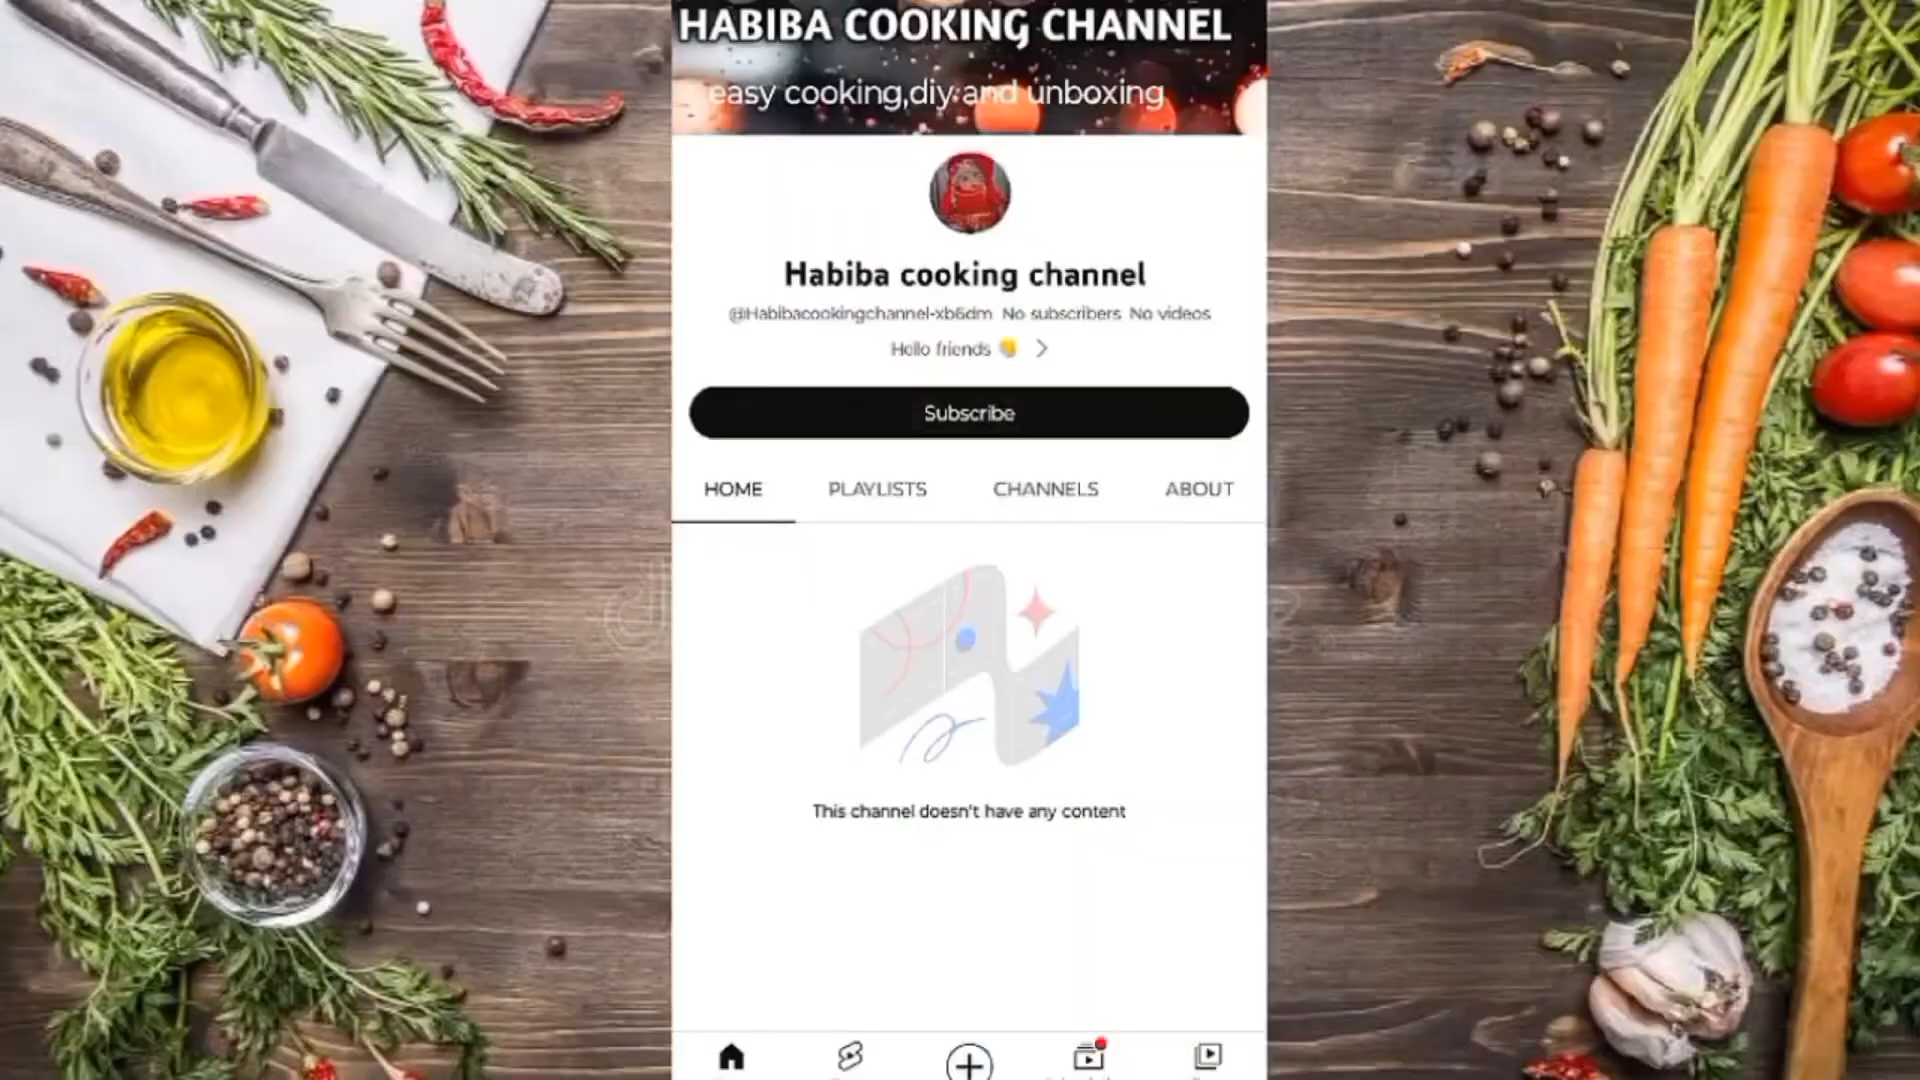 HABIBA COOKING CHANNEL
easy cooking,diy and unboxing
Habiba cooking channel
@Habibacookingchannel-xb6dm No subscribers No videos
Hello friends
Subscribe
HOME PLAYLISTS CHANNELS ABOUT
This channel doesn't have any content